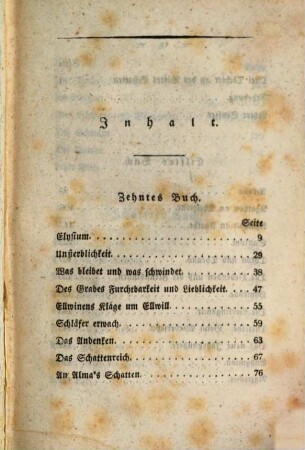 Inhalt.
Zehntes Buch.
Seite
Elysium. 9
Unsterblichkeit. 29
Was bleibet und was schwindet. 38
Des Grabes Furchtbarkeit und Lieblichkeit. 47
Ellwinens Klage um Ellwill. 55
Schläfer erwach. 59
Das Andenken. 63
Das Schattenreich. 67
An Alma's Schatten. 76